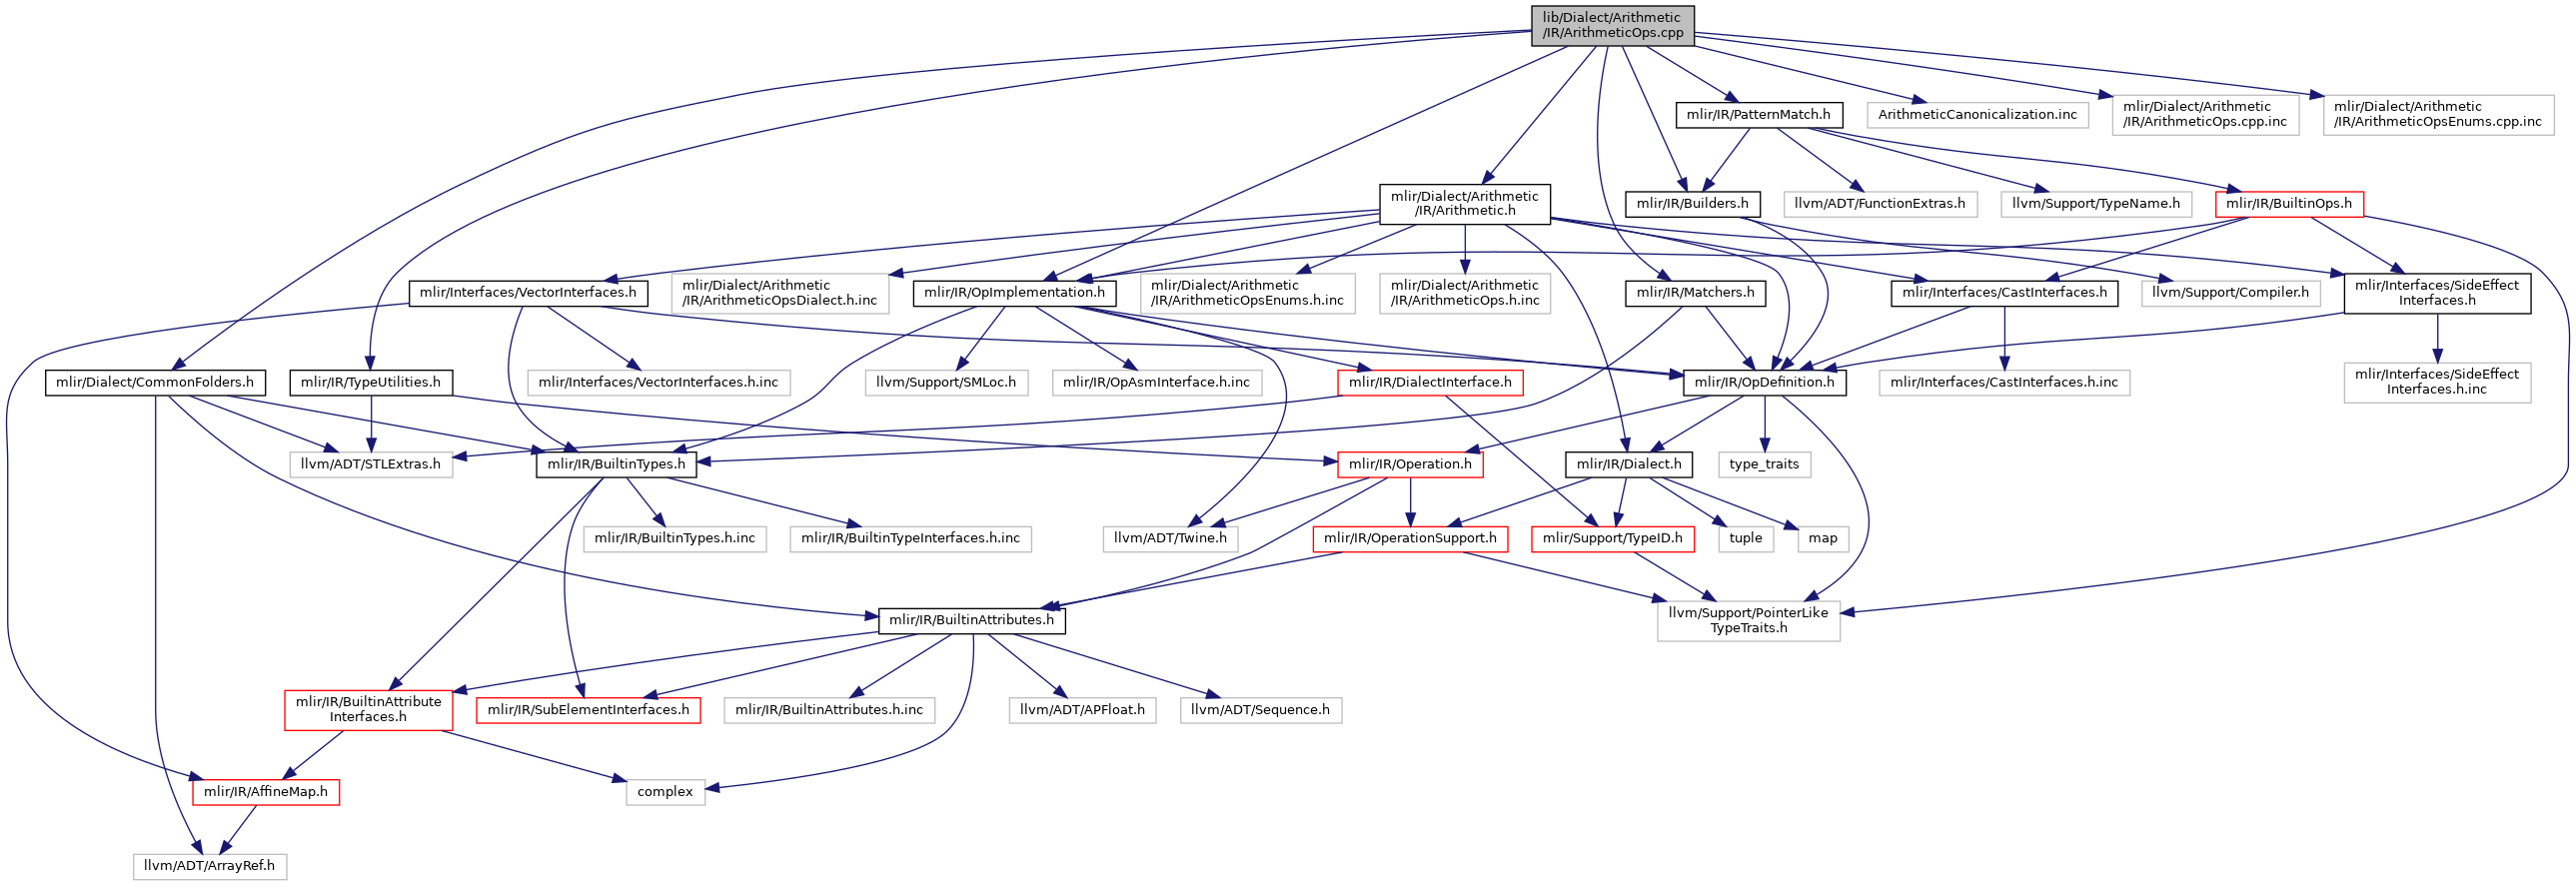 lib/Dialect/Arithmetic
/IR/ArithmeticOps.cpp
mlir/IR/PatternMatch.h
ArithmeticCanonicalization.inc
mlir/Dialect/Arithmetic
/IR/ArithmeticOps.cpp.inc
mlir/Dialect/Arithmetic
/IR/ArithmeticOpsEnums.cpp.inc
mlir/Dialect/Arithmetic
/IR/Arithmetic.h
mlir/IR/Builders.h
llvm/ADT/FunctionExtras.h
llvm/Support/TypeName.h
mlir/IR/BuiltinOps.h
mlir/Interfaces/VectorInterfaces.h
mlir/Dialect/Arithmetic
/IR/ArithmeticOpsDialect.h.inc
mlir/IR/OpImplementation.h
mlir/Dialect/Arithmetic
/IR/ArithmeticOpsEnums.h.inc
mlir/Dialect/Arithmetic
/IR/ArithmeticOps.h.inc
mlir/IR/Matchers.h
mlir/Interfaces/CastInterfaces.h
llvm/Support/Compiler.h
mlir/Interfaces/SideEffect
Interfaces.h
mlir/Dialect/CommonFolders.h
mlir/IR/TypeUtilities.h
mlir/Interfaces/VectorInterfaces.h.inc
llvm/Support/SMLoc.h
mlir/IR/OpAsmInterface.h.inc
mlir/IR/DialectInterface.h
mlir/IR/OpDefinition.h
mlir/Interfaces/CastInterfaces.h.inc
mlir/Interfaces/SideEffect
Interfaces.h.inc
llvm/ADT/STLExtras.h
mlir/IR/BuiltinTypes.h
mlir/IR/Operation.h
mlir/IR/Dialect.h
type_traits
mlir/IR/BuiltinTypes.h.inc
mlir/IR/BuiltinTypeInterfaces.h.inc
llvm/ADT/Twine.h
mlir/IR/OperationSupport.h
mlir/Support/TypeID.h
tuple
map
mlir/IR/BuiltinAttributes.h
llvm/Support/PointerLike
TypeTraits.h
mlir/IR/BuiltinAttribute
Interfaces.h
mlir/IR/SubElementInterfaces.h
mlir/IR/BuiltinAttributes.h.inc
llvm/ADT/APFloat.h
llvm/ADT/Sequence.h
mlir/IR/AffineMap.h
complex
llvm/ADT/ArrayRef.h